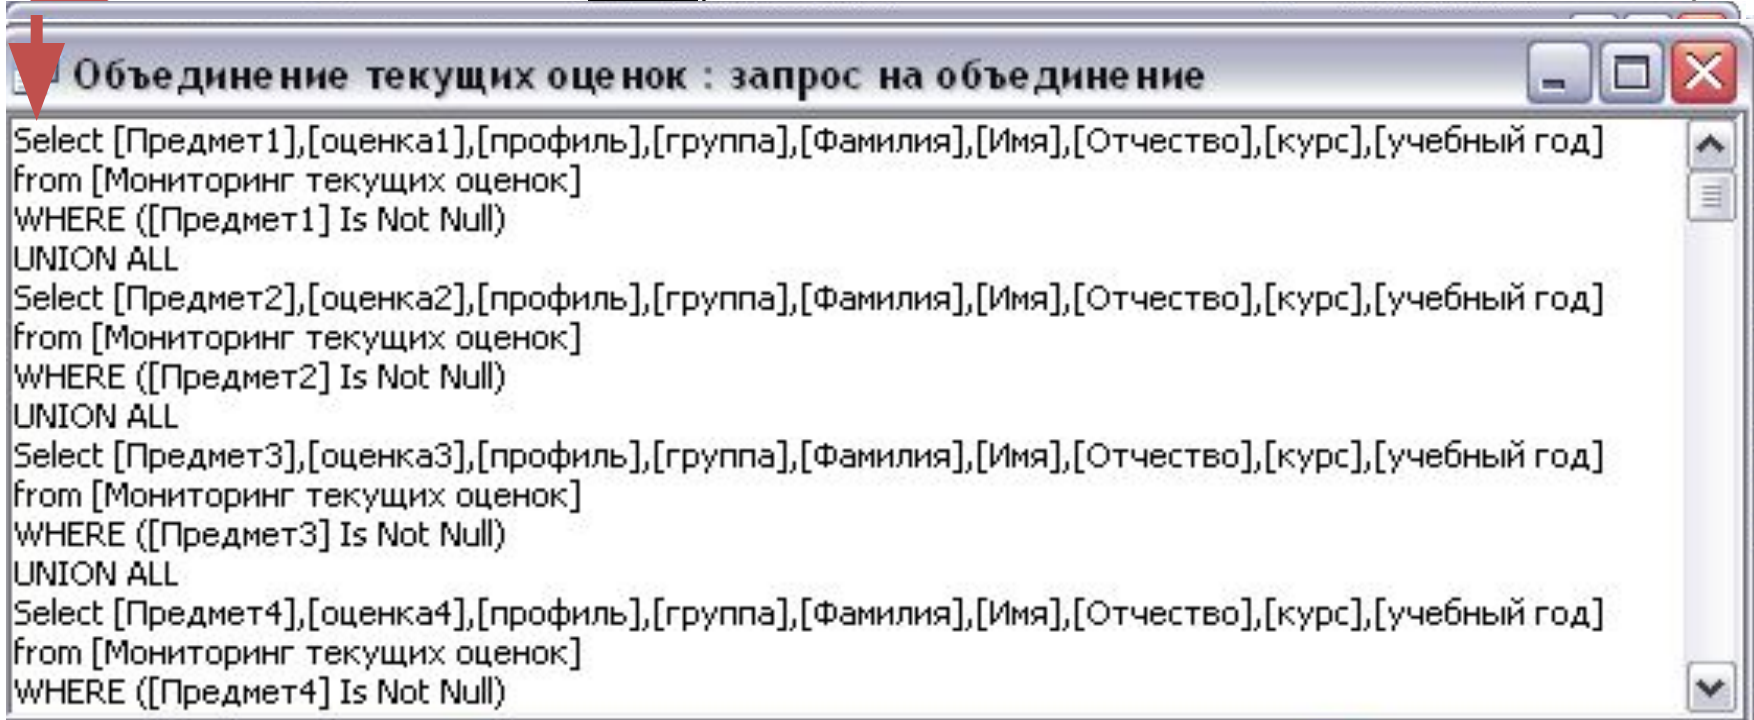 Объединение текущих оценок : запрос на объединение
Select [Предмет1],[оценка1],[профиль],[группа],[Фамилия],[Имя],[Отчество],[курс],[учебный год]
from [Мониторинг текущих оценок]
WHERE ([Предмет1] Is Not Null)
UNION ALL
Select [Предмет2],[оценка2],[профиль],[группа],[Фамилия],[Имя],[Отчество],[курс],[учебный год]
from [Мониторинг текущих оценок]
WHERE ([Предмет2] Is Not Null)
UNION ALL
Select [Предмет3],[оценка3],[профиль],[группа],[Фамилия],[Имя],[Отчество],[курс],[учебный год]
from [Мониторинг текущих оценок]
WHERE ([Предмет3] Is Not Null)
UNION ALL
Select [Предмет4],[оценка4],[профиль],[группа],[Фамилия],[Имя],[Отчество],[курс],[учебный год]
from [Мониторинг текущих оценок]
WHERE ([Предмет4] Is Not Null)